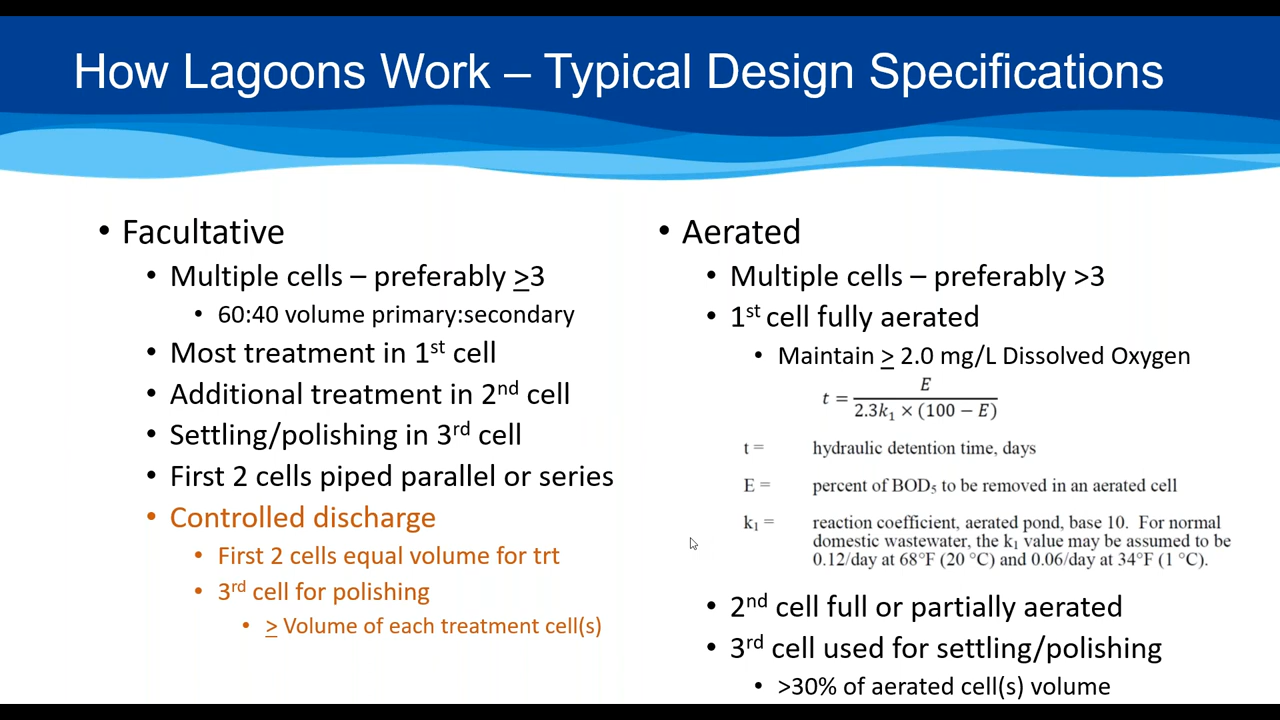 How Lagoons Work – Typical Design Specifications
• Facultative
• Multiple cells – preferably ≥3
• 60:40 volume primary:secondary
• Most treatment in 1st cell
• Additional treatment in 2nd cell
• Settling/polishing in 3rd cell
• First 2 cells piped parallel or series
• Controlled discharge
• First 2 cells equal volume for trt
• 3rd cell for polishing
• ≥ Volume of each treatment cell(s)
• Aerated
• Multiple cells – preferably >3
• 1st cell fully aerated
• Maintain ≥ 2.0 mg/L Dissolved Oxygen
t = E / (2.3k₁ × (100 − E))
t = hydraulic detention time, days
E = percent of BOD₅ to be removed in an aerated cell
k₁ = reaction coefficient, aerated pond, base 10. For normal
domestic wastewater, the k₁ value may be assumed to be
0.12/day at 68°F (20 °C) and 0.06/day at 34°F (1 °C).
• 2nd cell full or partially aerated
• 3rd cell used for settling/polishing
• >30% of aerated cell(s) volume